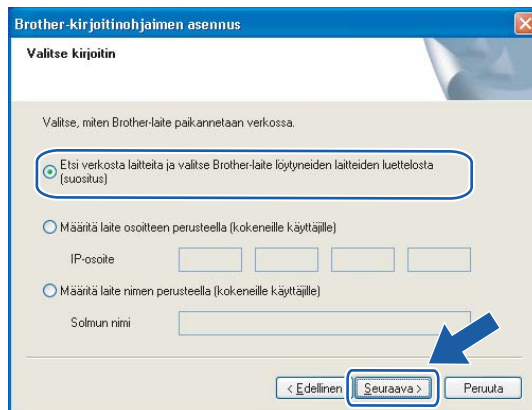 Brother-kirjoitinohjaimen asennus
Valitse kirjoitin
Valitse, miten Brother-laite paikannetaan verkossa.
Etsi verkosta laitteita ja valitse Brother-laite löytyneiden laitteiden luettelosta
(suositus)
Määritä laite osoitteen perusteella (kokeneille käyttäjille)
IP-osoite
Määritä laite nimen perusteella (kokeneille käyttäjille)
Solmun nimi
< Edellinen Seuraava > Peruuta